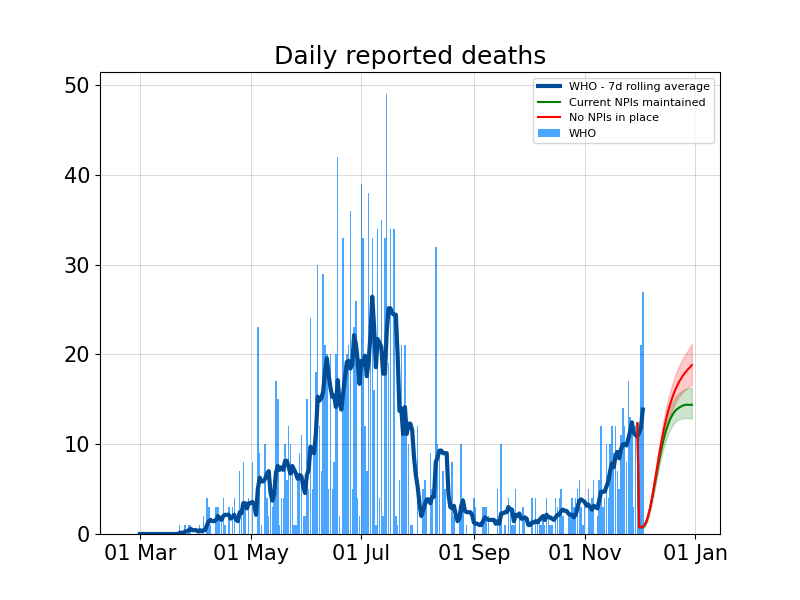 Daily reported deaths
50
40
30
20
10
0
01 Mar
01 May
01 Jul
01 Sep
01 Nov
01 Jan
WHO - 7d rolling average
Current NPIs maintained
No NPIs in place
WHO